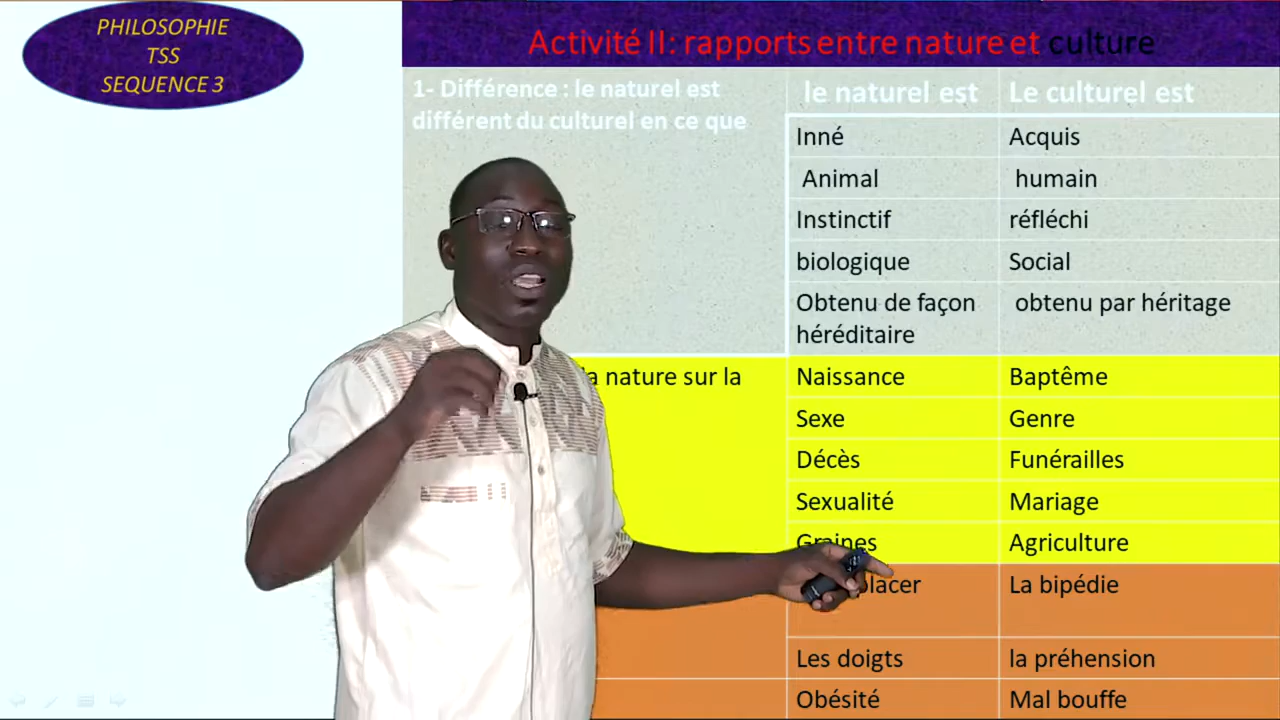 PHILOSOPHIE
TSS
SEQUENCE 3
Activité II: rapports entre nature et culture
1- Différence : le naturel est
différent du culturel en ce que
le naturel est
Le culturel est
Inné
Acquis
Animal
humain
Instinctif
réfléchi
biologique
Social
Obtenu de façon
héréditaire
obtenu par héritage
nature sur la
Naissance
Baptême
Sexe
Genre
Décès
Funérailles
Sexualité
Mariage
Graines
Agriculture
La bipédie
Les doigts
la préhension
Obésité
Mal bouffe